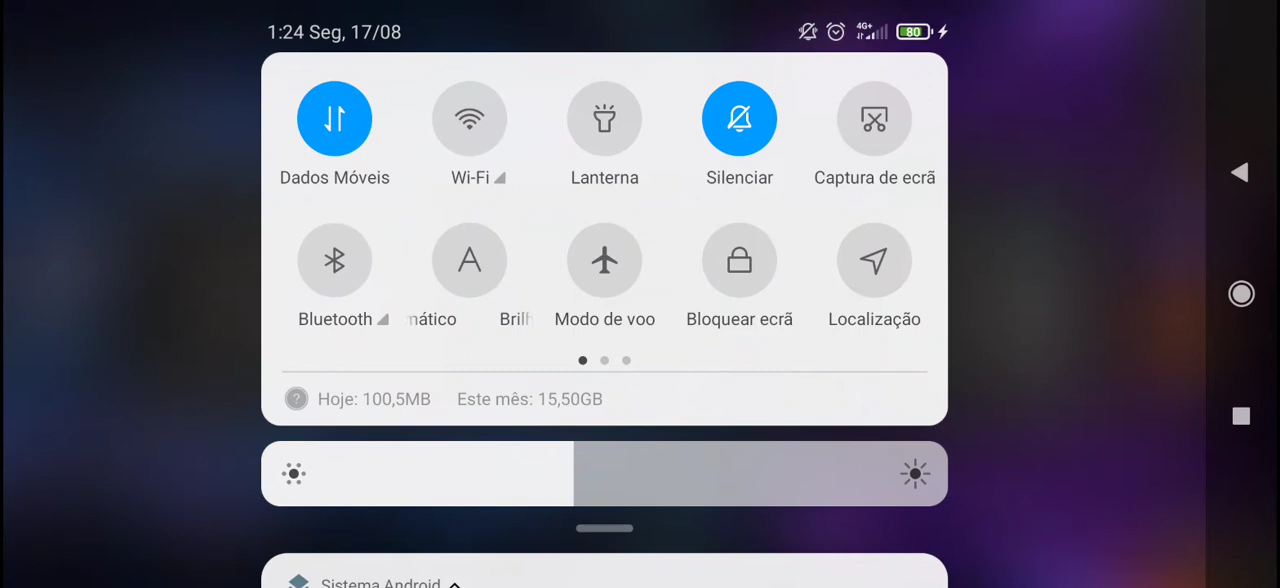 1:24 Seg, 17/08
4G+
80
Dados Móveis
Wi-Fi
Lanterna
Silenciar
Captura de ecrã
A
Bluetooth
mático Brilh
Modo de voo
Bloquear ecrã
Localização
? Hoje: 100,5MB Este mês: 15,50GB
Sistema Android